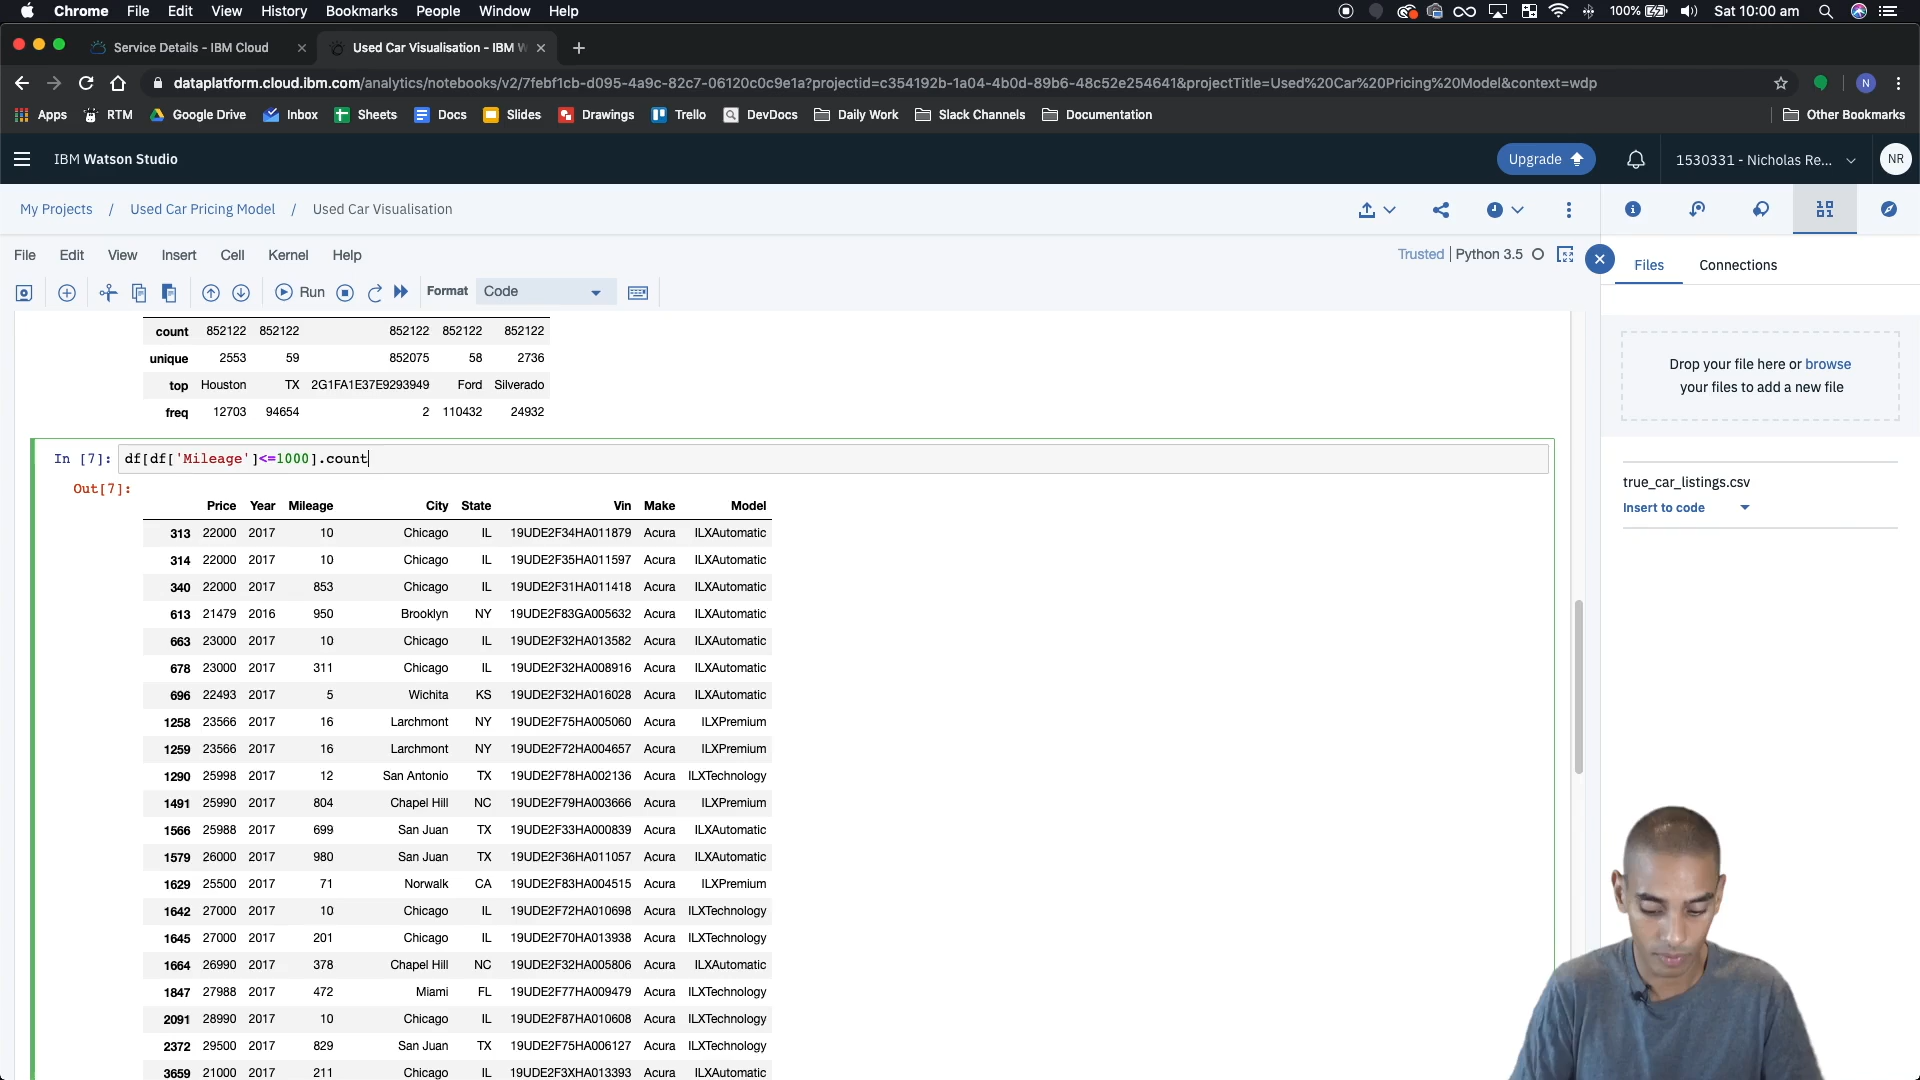 Chrome File Edit View History Bookmarks People Window Help 100% Sat 10:00 am
Service Details - IBM Cloud Used Car Visualisation - IBM W
dataplatform.cloud.ibm.com/analytics/notebooks/v2/7febf1cb-d095-4a9c-82c7-06120c0c9e1a?projectid=c354192b-1a04-4b0d-89b6-48c52e254641&projectTitle=Used%20Car%20Pricing%20Model&context=wdp N
Apps RTM Google Drive Inbox Sheets Docs Slides Drawings Trello DevDocs Daily Work Slack Channels Documentation Other Bookmarks
IBM Watson Studio Upgrade 1530331 - Nicholas Re... NR
My Projects / Used Car Pricing Model / Used Car Visualisation
File Edit View Insert Cell Kernel Help Trusted | Python 3.5
Run Format Code
Files Connections
Drop your file here or browse
your files to add a new file
true_car_listings.csv
Insert to code
count 852122 852122 852122 852122 852122
unique 2553 59 852075 58 2736
top Houston TX 2G1FA1E37E9293949 Ford Silverado
freq 12703 94654 2 110432 24932
In [7]: df[df['Mileage']<=1000].count
Out[7]:
Price Year Mileage City State Vin Make Model
313 22000 2017 10 Chicago IL 19UDE2F34HA011879 Acura ILXAutomatic
314 22000 2017 10 Chicago IL 19UDE2F35HA011597 Acura ILXAutomatic
340 22000 2017 853 Chicago IL 19UDE2F31HA011418 Acura ILXAutomatic
613 21479 2016 950 Brooklyn NY 19UDE2F83GA005632 Acura ILXAutomatic
663 23000 2017 10 Chicago IL 19UDE2F32HA013582 Acura ILXAutomatic
678 23000 2017 311 Chicago IL 19UDE2F32HA008916 Acura ILXAutomatic
696 22493 2017 5 Wichita KS 19UDE2F32HA016028 Acura ILXAutomatic
1258 23566 2017 16 Larchmont NY 19UDE2F75HA005060 Acura ILXPremium
1259 23566 2017 16 Larchmont NY 19UDE2F72HA004657 Acura ILXPremium
1290 25998 2017 12 San Antonio TX 19UDE2F78HA002136 Acura ILXTechnology
1491 25990 2017 804 Chapel Hill NC 19UDE2F79HA003666 Acura ILXPremium
1566 25988 2017 699 San Juan TX 19UDE2F33HA000839 Acura ILXAutomatic
1579 26000 2017 980 San Juan TX 19UDE2F36HA011057 Acura ILXAutomatic
1629 25500 2017 71 Norwalk CA 19UDE2F83HA004515 Acura ILXPremium
1642 27000 2017 10 Chicago IL 19UDE2F72HA010698 Acura ILXTechnology
1645 27000 2017 201 Chicago IL 19UDE2F70HA013938 Acura ILXTechnology
1664 26990 2017 378 Chapel Hill NC 19UDE2F32HA005806 Acura ILXAutomatic
1847 27988 2017 472 Miami FL 19UDE2F77HA009479 Acura ILXTechnology
2091 28990 2017 10 Chicago IL 19UDE2F87HA010608 Acura ILXTechnology
2372 29500 2017 829 San Juan TX 19UDE2F75HA006127 Acura ILXTechnology
3659 21000 2017 211 Chicago IL 19UDE2F3XHA013393 Acura ILXAutomatic